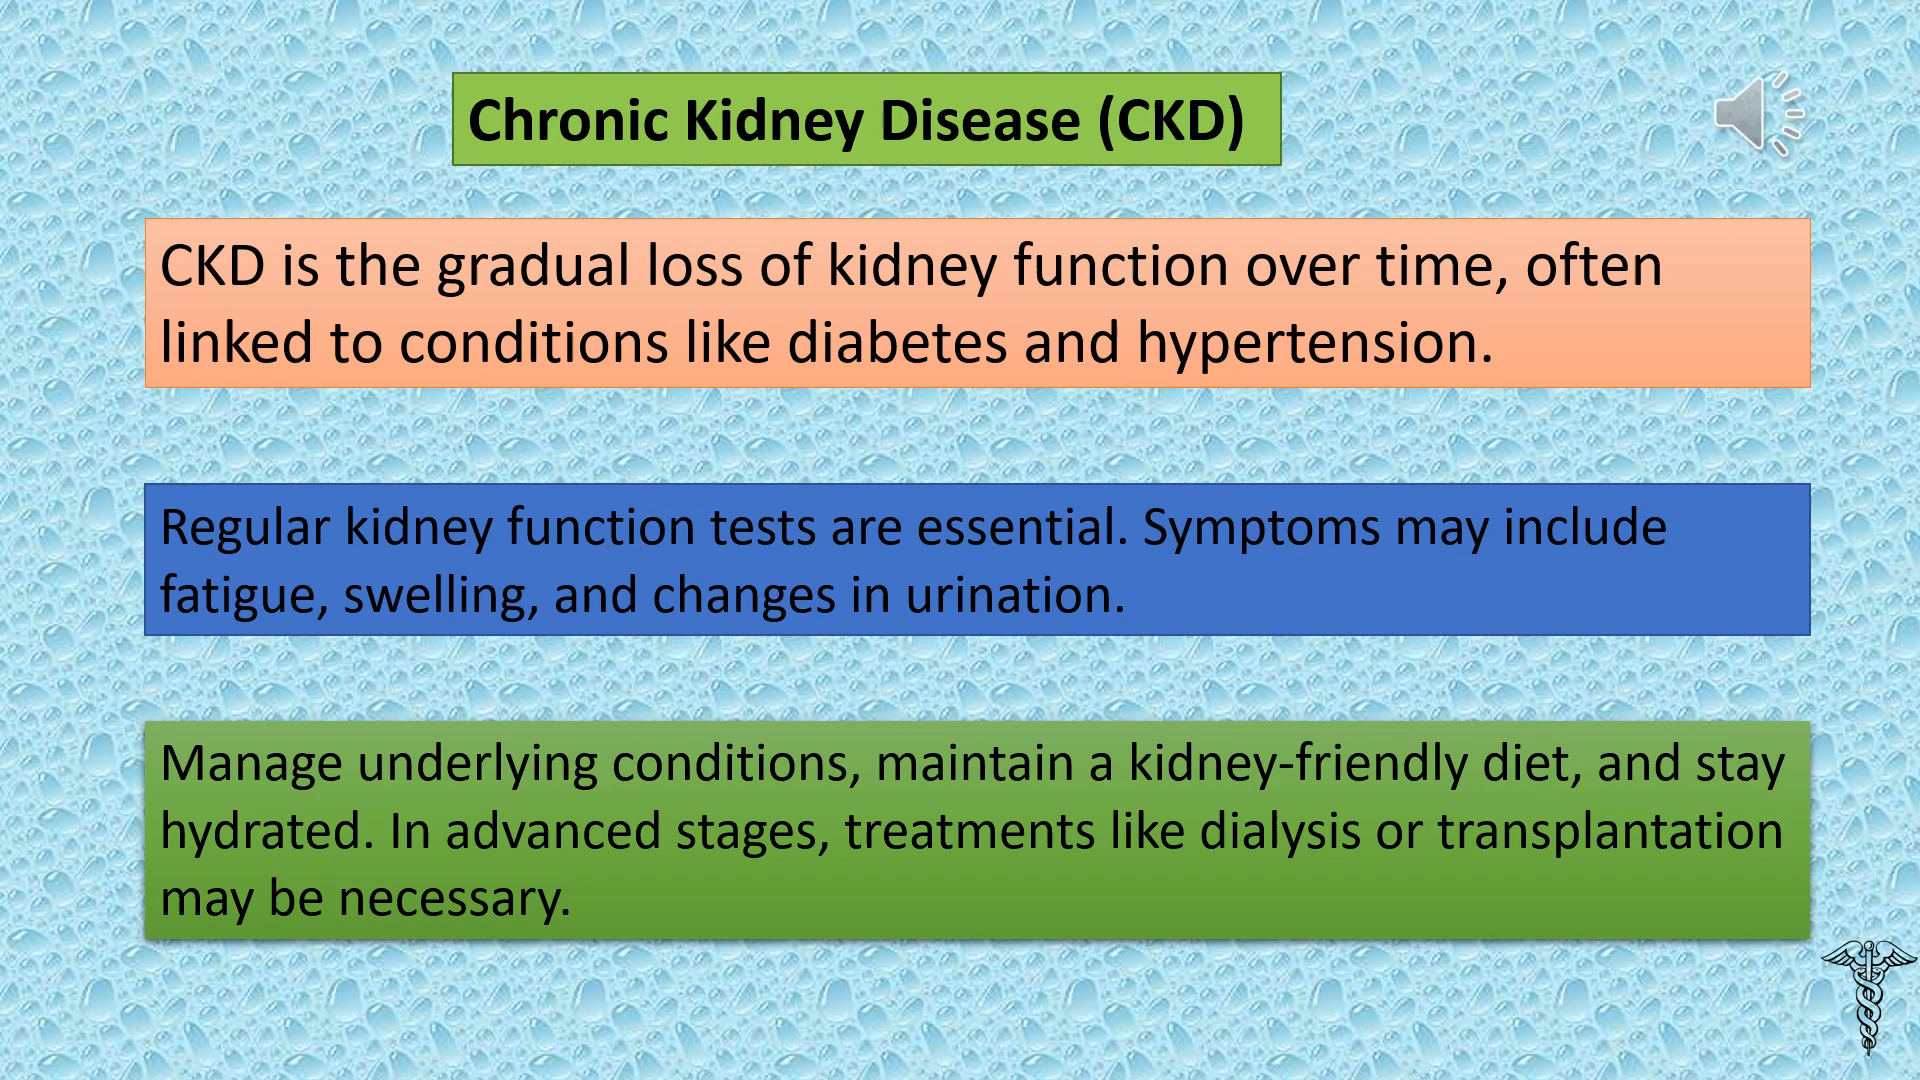 Chronic Kidney Disease (CKD)
CKD is the gradual loss of kidney function over time, often
linked to conditions like diabetes and hypertension.
Regular kidney function tests are essential. Symptoms may include
fatigue, swelling, and changes in urination.
Manage underlying conditions, maintain a kidney-friendly diet, and stay
hydrated. In advanced stages, treatments like dialysis or transplantation
may be necessary.